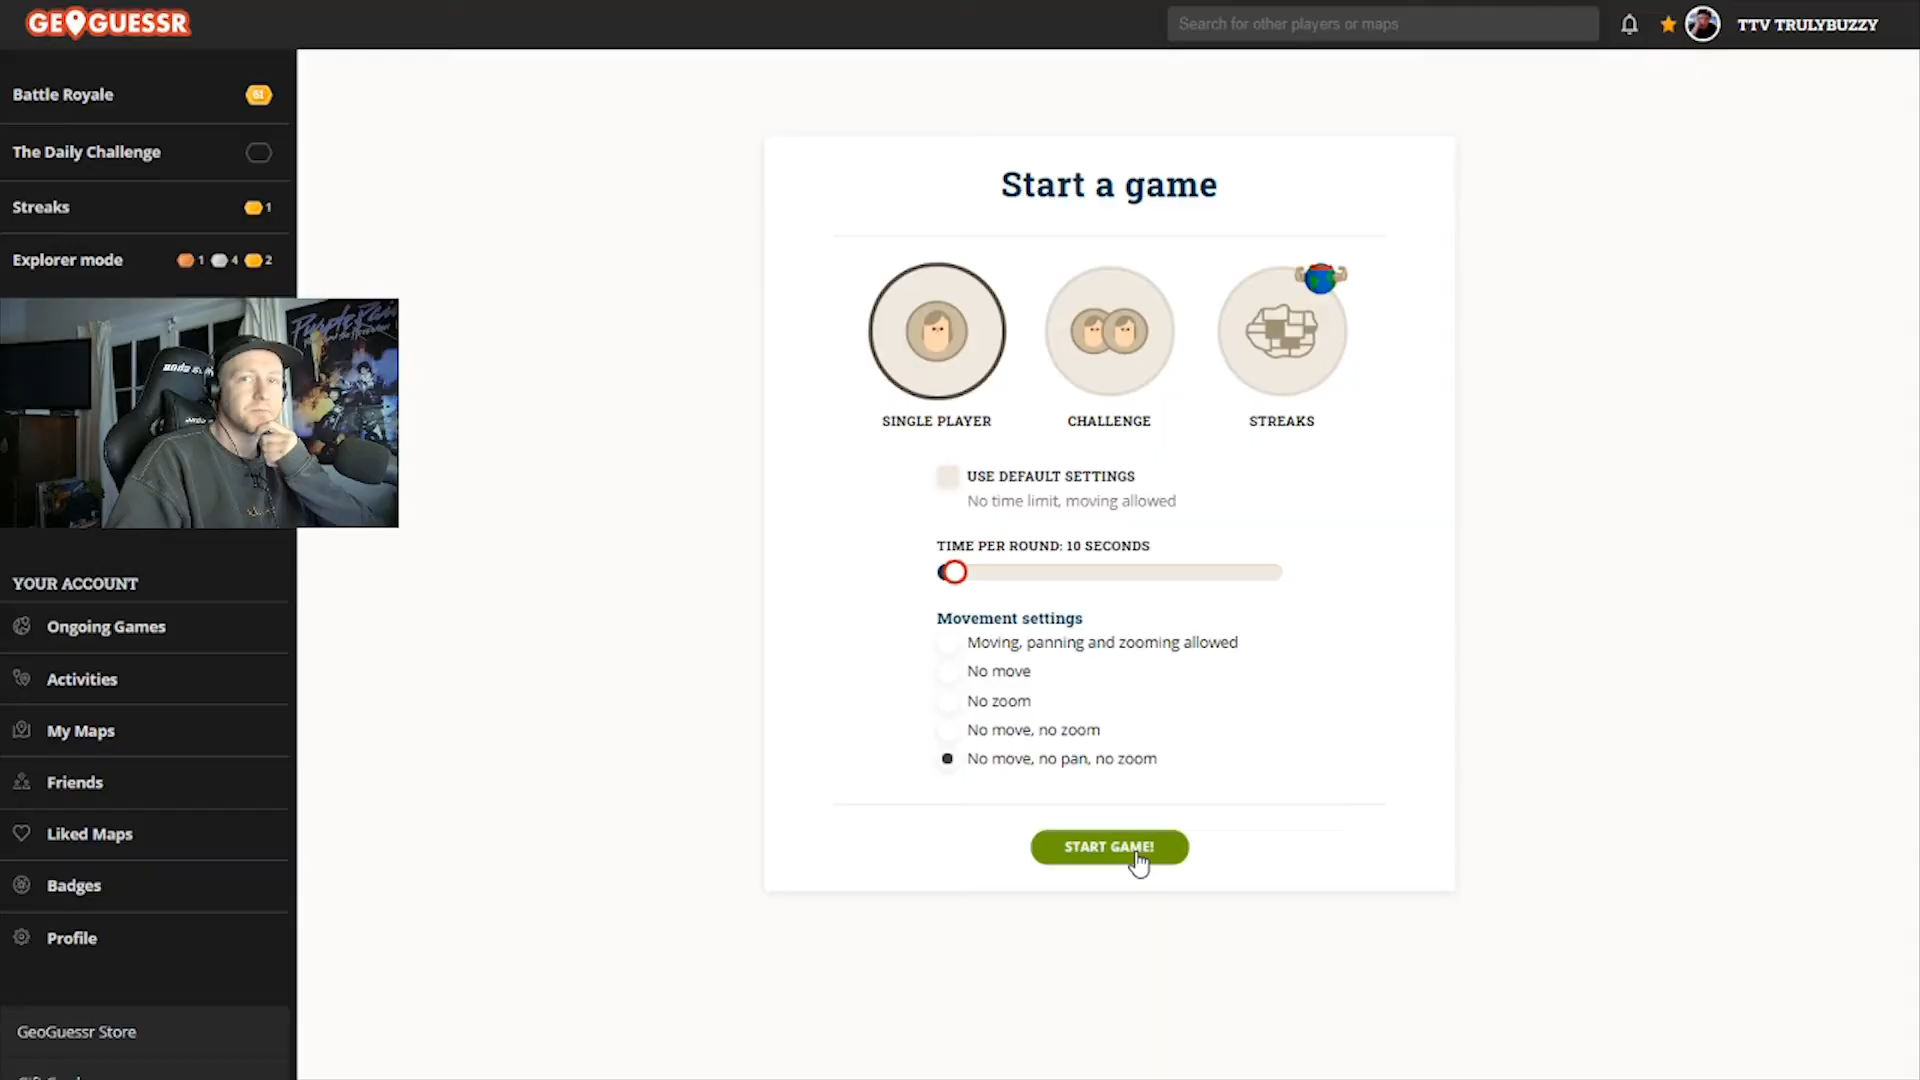 GEOGUESSR
Search for other players or maps
TTV TRULYBUZZY
Battle Royale
61
The Daily Challenge
Streaks
1
Explorer mode
1 4 2
Purple Rain
YOUR ACCOUNT
Ongoing Games
Activities
My Maps
Friends
Liked Maps
Badges
Profile
GeoGuessr Store
Start a game
SINGLE PLAYER
CHALLENGE
STREAKS
USE DEFAULT SETTINGS
No time limit, moving allowed
TIME PER ROUND: 10 SECONDS
Movement settings
Moving, panning and zooming allowed
No move
No zoom
No move, no zoom
No move, no pan, no zoom
START GAME!